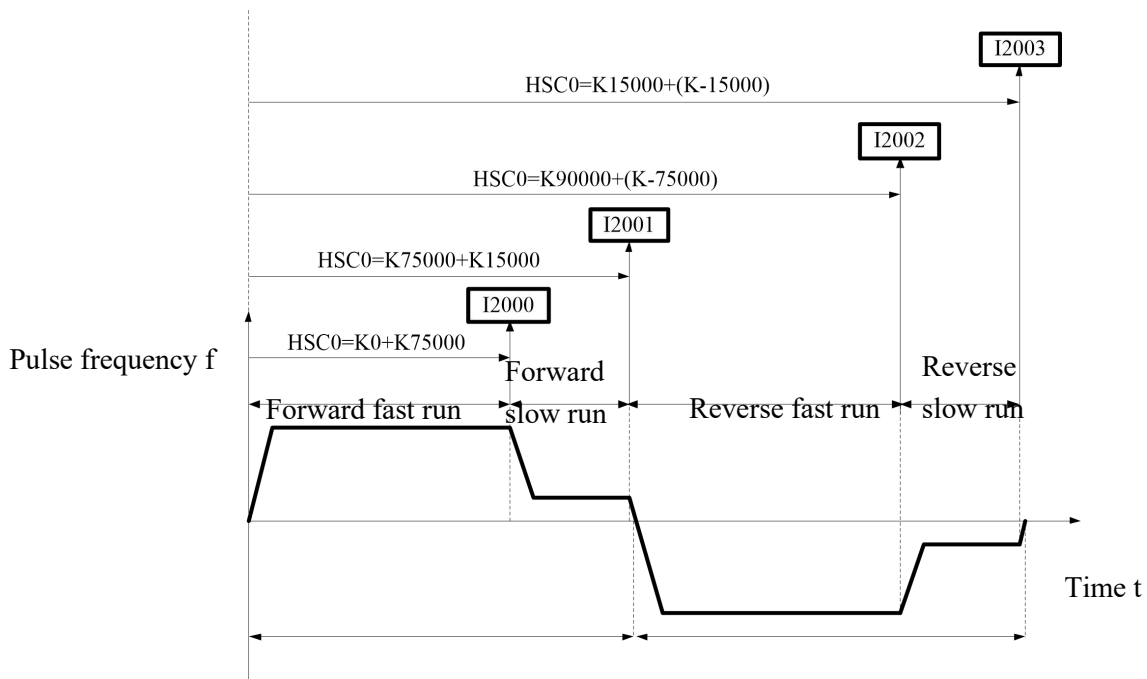 I2003
HSC0=K15000+(K-15000)
I2002
HSC0=K90000+(K-75000)
I2001
HSC0=K75000+K15000
I2000
HSC0=K0+K75000
Pulse frequency f
Forward fast run
Forward
slow run
Reverse fast run
Reverse
slow run
Time t